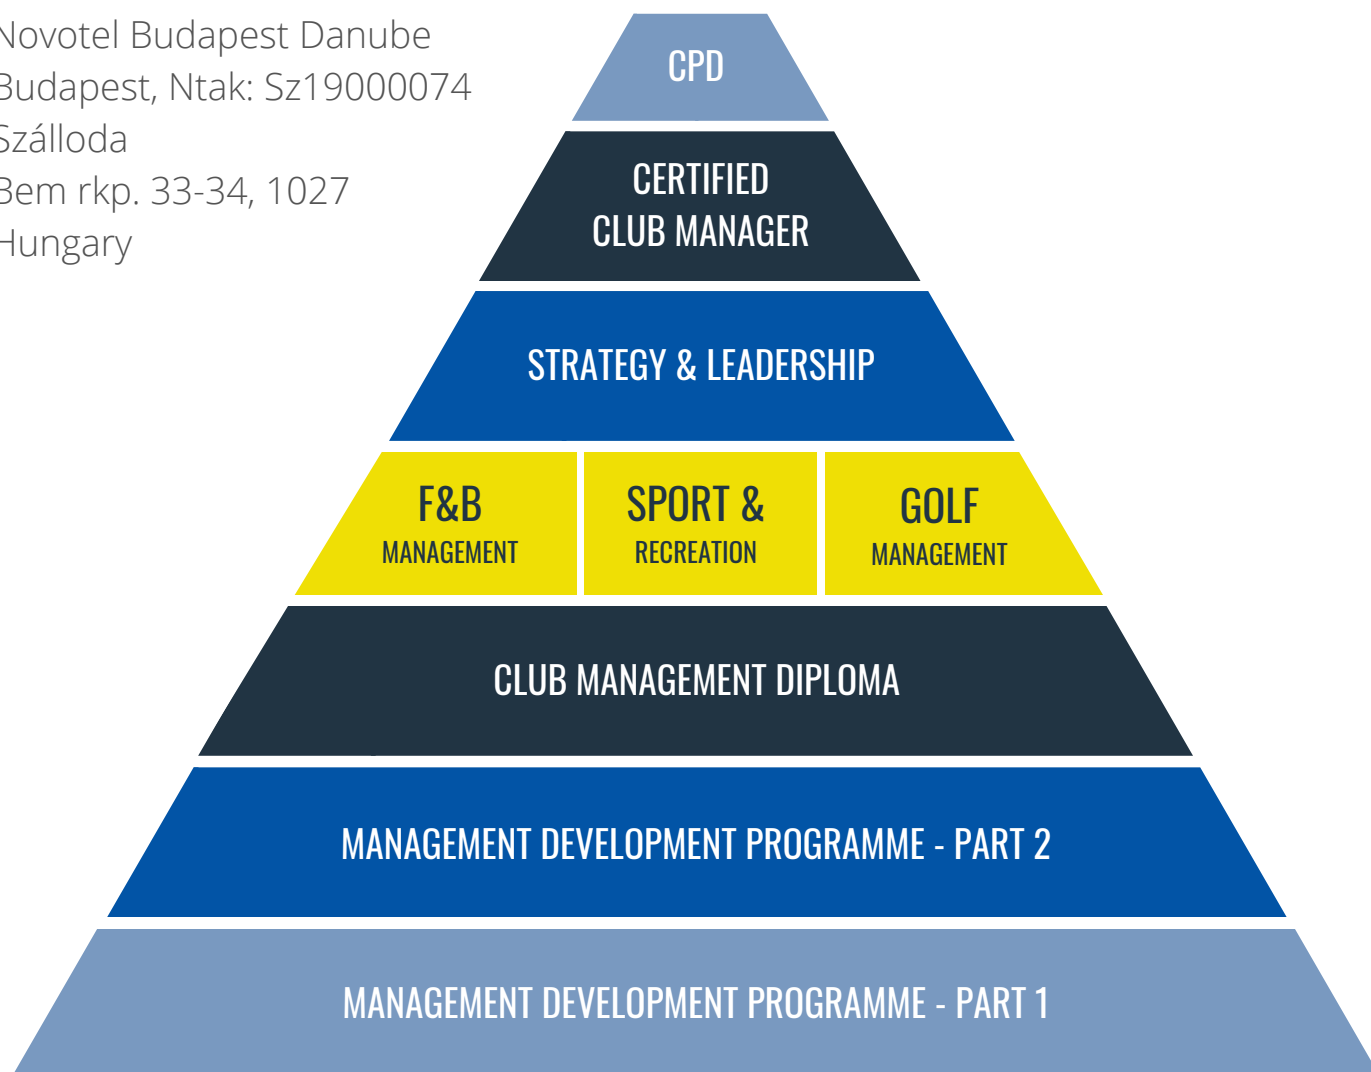 Novotel Budapest Danube
Budapest, Ntak: Sz19000074
Szálloda
Bem rkp. 33-34, 1027
Hungary
CPD
CERTIFIED
CLUB MANAGER
STRATEGY & LEADERSHIP
F&B
MANAGEMENT
SPORT &
RECREATION
GOLF
MANAGEMENT
CLUB MANAGEMENT DIPLOMA
MANAGEMENT DEVELOPMENT PROGRAMME - PART 2
MANAGEMENT DEVELOPMENT PROGRAMME - PART 1